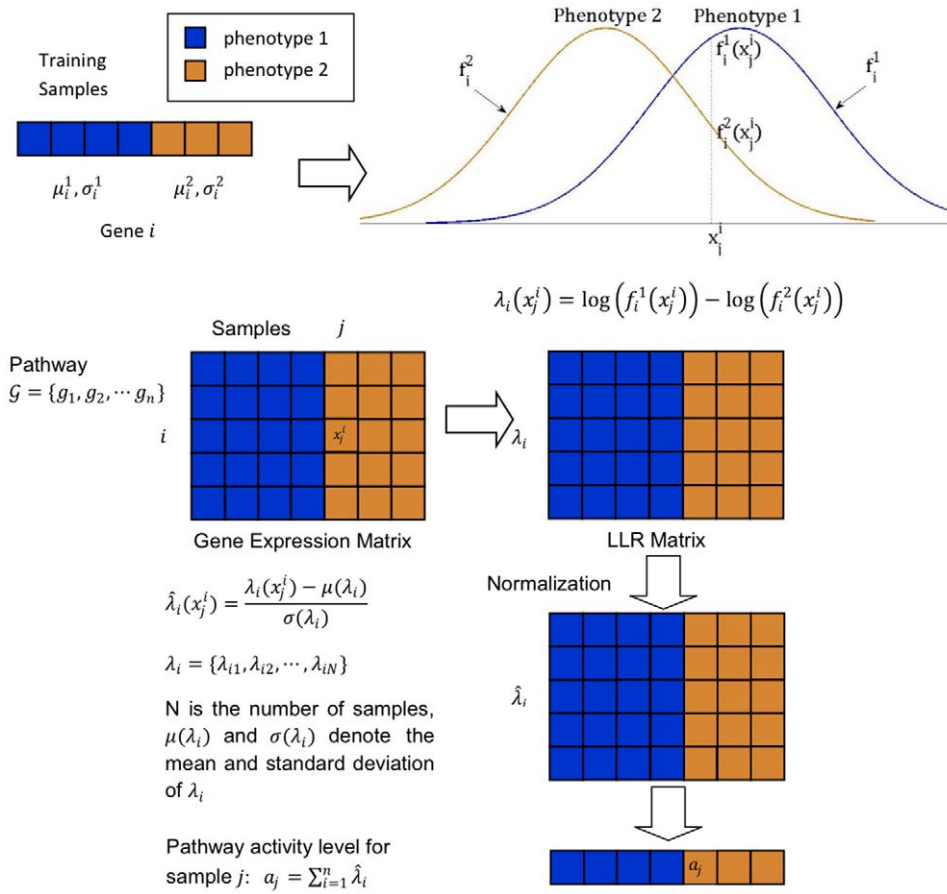 phenotype 1
phenotype 2
Training
Samples
μ_i^1, σ_i^1
μ_i^2, σ_i^2
Gene i
Phenotype 2
Phenotype 1
f_i^2
f_i^1(x_j^i)
f_i^1
f_i^2(x_j^i)
x_j^i
λ_i(x_j^i) = log(f_i^1(x_j^i)) − log(f_i^2(x_j^i))
Samples j
Pathway
𝒢 = {g_1, g_2, ⋯ g_n}
i
x_j^i
λ_i
Gene Expression Matrix
LLR Matrix
Normalization
λ̂_i(x_j^i) = (λ_i(x_j^i) − μ(λ_i)) / σ(λ_i)
λ_i = {λ_i1, λ_i2, ⋯, λ_iN}
λ̂_i
N is the number of samples,
μ(λ_i) and σ(λ_i) denote the
mean and standard deviation
of λ_i
Pathway activity level for
sample j: a_j = ∑_{i=1}^n λ̂_i
a_j